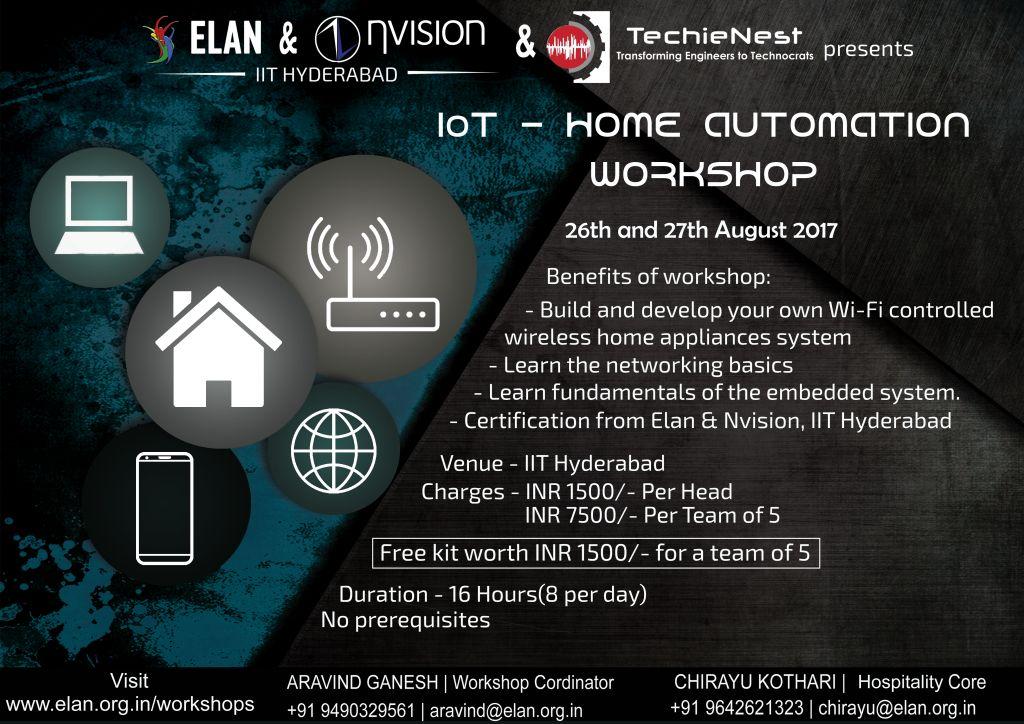 ELAN & nVISION & TechieNest presents
Transforming Engineers to Technocrats
IIT HYDERABAD
IoT - HOME AUTOMATION
WORKSHOP
26th and 27th August 2017
Benefits of workshop:
- Build and develop your own Wi-Fi controlled
wireless home appliances system
- Learn the networking basics
- Learn fundamentals of the embedded system.
- Certification from Elan & Nvision, IIT Hyderabad
Venue - IIT Hyderabad
Charges - INR 1500/- Per Head
INR 7500/- Per Team of 5
Free kit worth INR 1500/- for a team of 5
Duration - 16 Hours(8 per day)
No prerequisites
Visit
www.elan.org.in/workshops
ARAVIND GANESH | Workshop Cordinator
+91 9490329561 | aravind@elan.org.in
CHIRAYU KOTHARI | Hospitality Core
+91 9642621323 | chirayu@elan.org.in